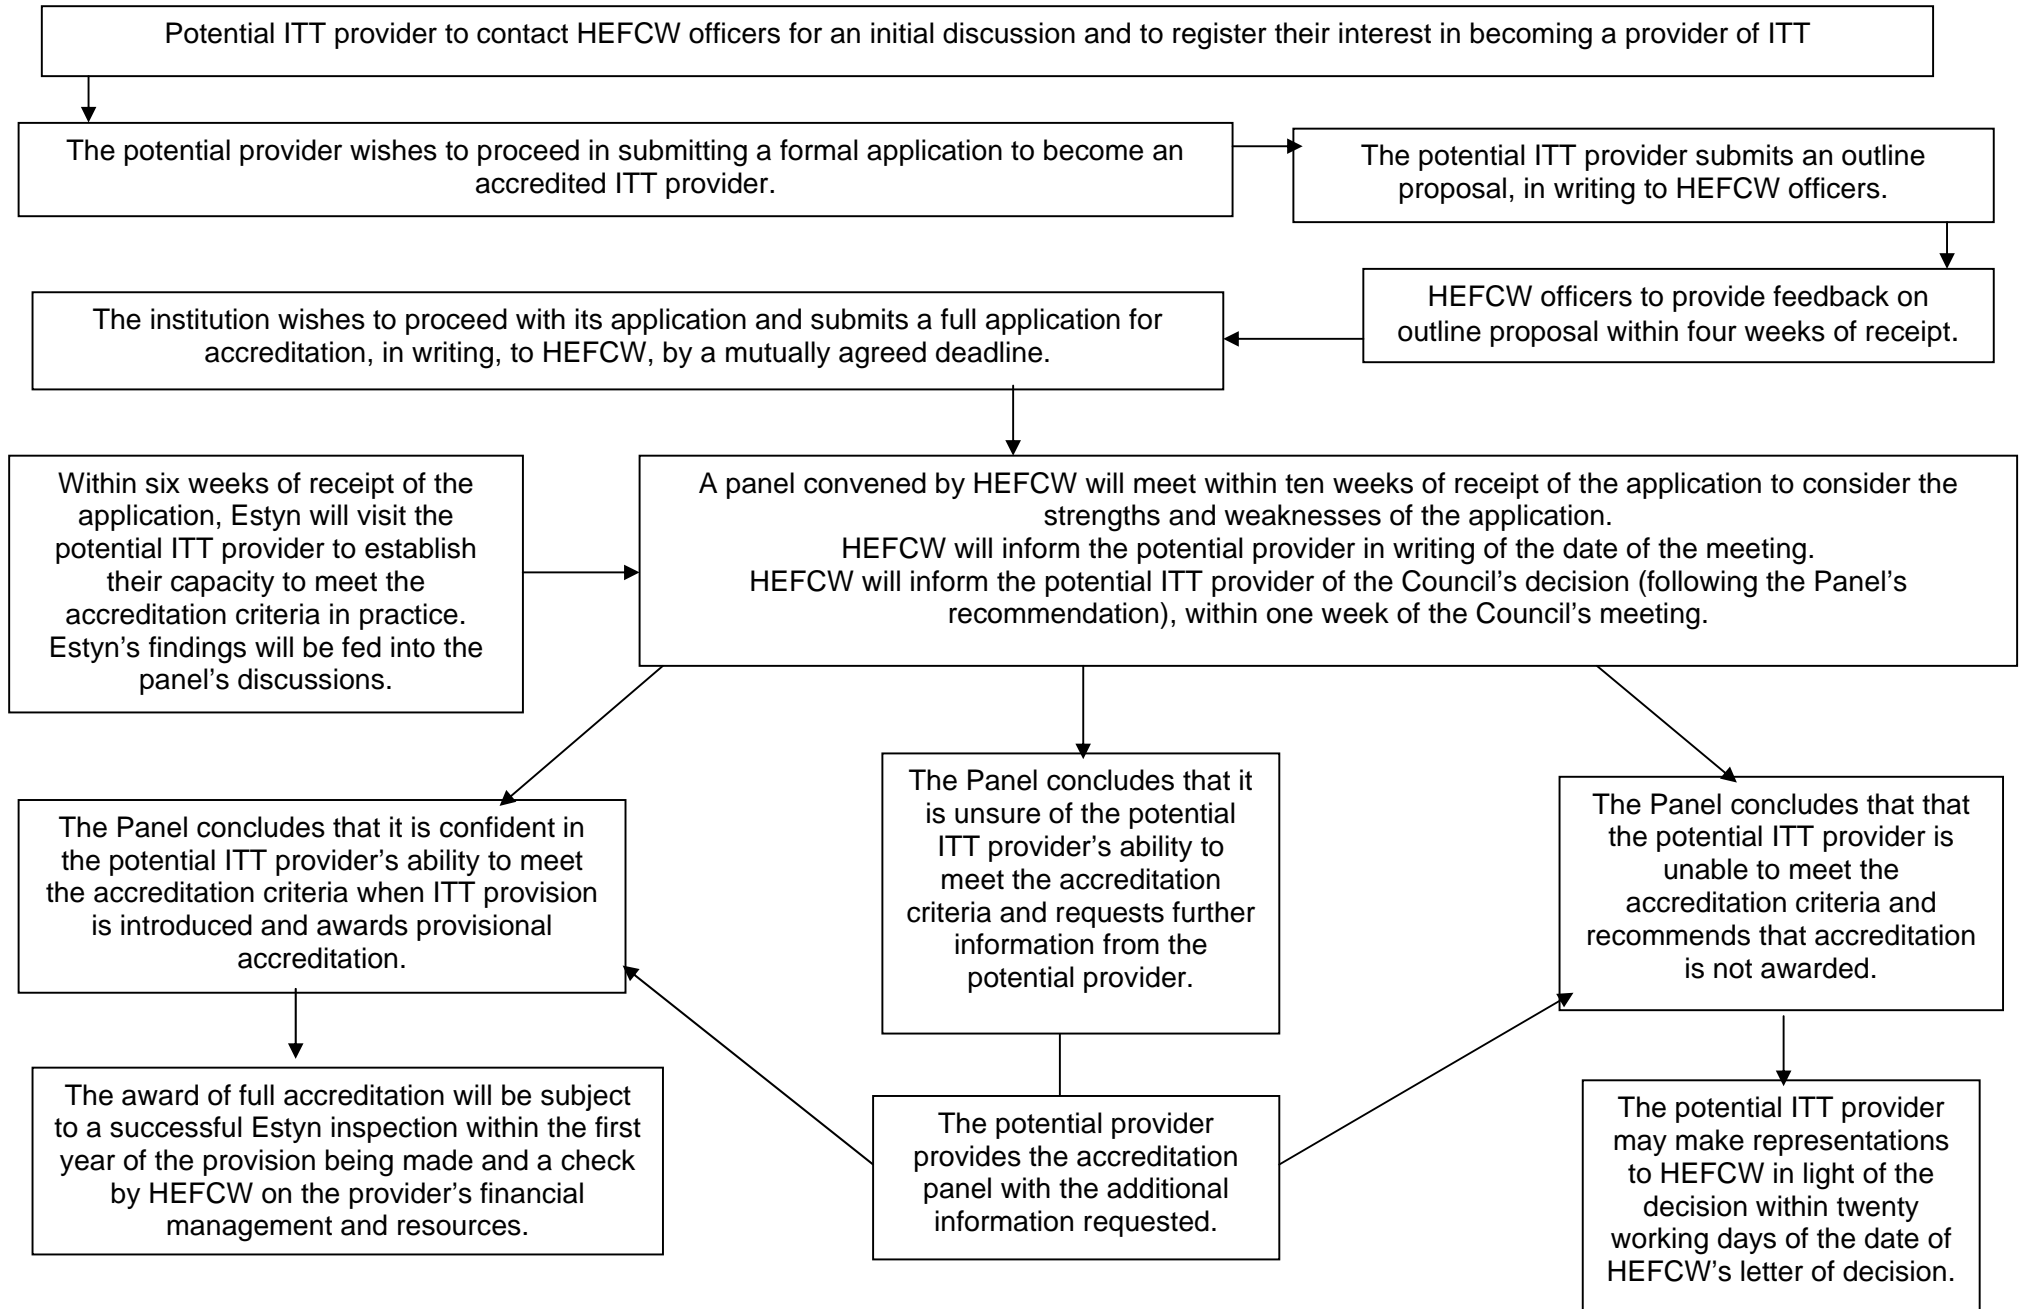 Potential ITT provider to contact HEFCW officers for an initial discussion and to register their interest in becoming a provider of ITT
The potential provider wishes to proceed in submitting a formal application to become an
accredited ITT provider.
The potential ITT provider submits an outline
proposal, in writing to HEFCW officers.
HEFCW officers to provide feedback on
outline proposal within four weeks of receipt.
The institution wishes to proceed with its application and submits a full application for
accreditation, in writing, to HEFCW, by a mutually agreed deadline.
Within six weeks of receipt of the
application, Estyn will visit the
potential ITT provider to establish
their capacity to meet the
accreditation criteria in practice.
Estyn’s findings will be fed into the
panel’s discussions.
A panel convened by HEFCW will meet within ten weeks of receipt of the application to consider the
strengths and weaknesses of the application.
HEFCW will inform the potential provider in writing of the date of the meeting.
HEFCW will inform the potential ITT provider of the Council’s decision (following the Panel’s
recommendation), within one week of the Council’s meeting.
The Panel concludes that it is confident in
the potential ITT provider’s ability to meet
the accreditation criteria when ITT provision
is introduced and awards provisional
accreditation.
The Panel concludes that it
is unsure of the potential
ITT provider’s ability to
meet the accreditation
criteria and requests further
information from the
potential provider.
The Panel concludes that that
the potential ITT provider is
unable to meet the
accreditation criteria and
recommends that accreditation
is not awarded.
The award of full accreditation will be subject
to a successful Estyn inspection within the first
year of the provision being made and a check
by HEFCW on the provider’s financial
management and resources.
The potential provider
provides the accreditation
panel with the additional
information requested.
The potential ITT provider
may make representations
to HEFCW in light of the
decision within twenty
working days of the date of
HEFCW’s letter of decision.